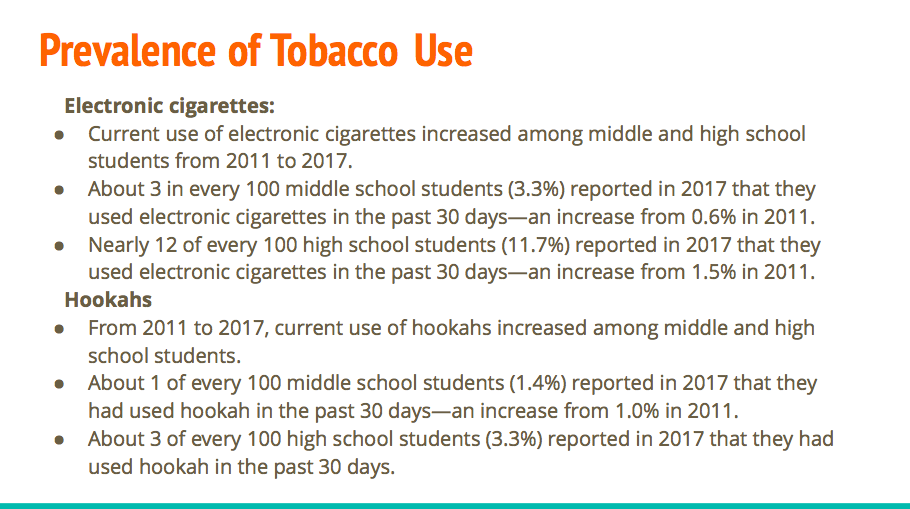 Prevalence of Tobacco Use
Electronic cigarettes:
● Current use of electronic cigarettes increased among middle and high school
students from 2011 to 2017.
● About 3 in every 100 middle school students (3.3%) reported in 2017 that they
used electronic cigarettes in the past 30 days—an increase from 0.6% in 2011.
● Nearly 12 of every 100 high school students (11.7%) reported in 2017 that they
used electronic cigarettes in the past 30 days—an increase from 1.5% in 2011.
Hookahs
● From 2011 to 2017, current use of hookahs increased among middle and high
school students.
● About 1 of every 100 middle school students (1.4%) reported in 2017 that they
had used hookah in the past 30 days—an increase from 1.0% in 2011.
● About 3 of every 100 high school students (3.3%) reported in 2017 that they had
used hookah in the past 30 days.